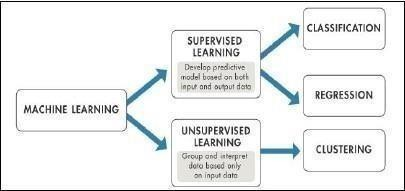 MACHINE LEARNING
SUPERVISED
LEARNING
Develop predictive
model based on both
input and output data
UNSUPERVISED
LEARNING
Group and interpret
data based only
on input data
CLASSIFICATION
REGRESSION
CLUSTERING